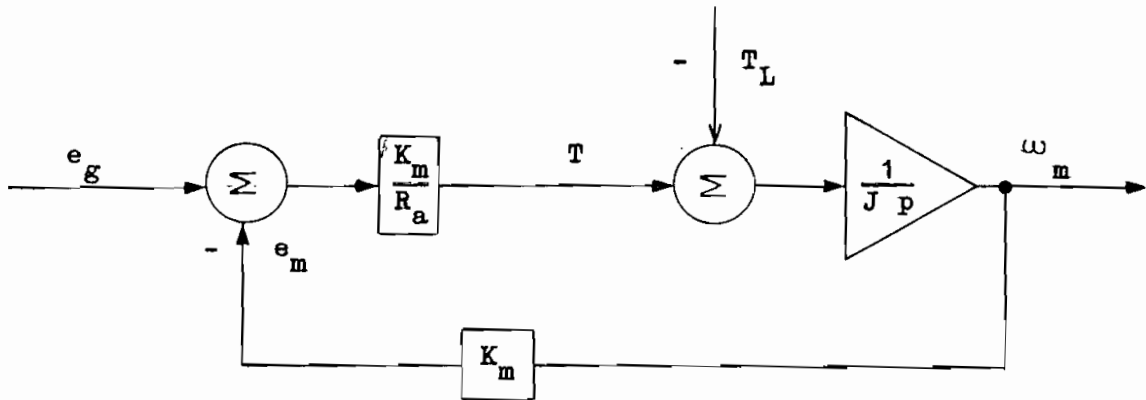 - T_L
e_g
Σ
K_m
R_a
T
Σ
1
J p
ω_m
- e_m
K_m